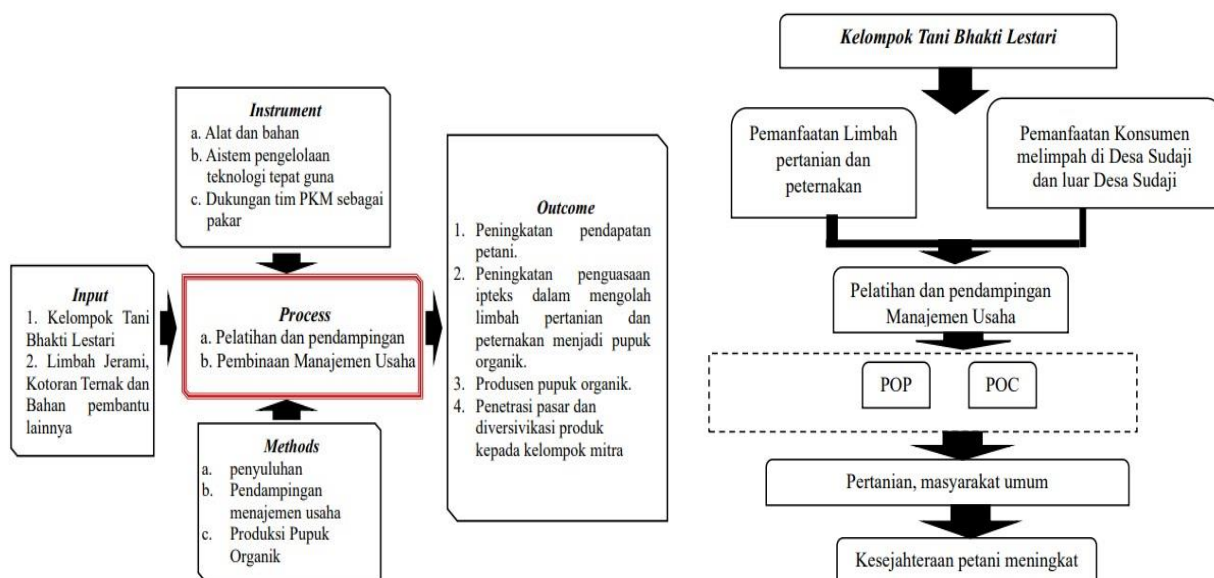 Instrument
a. Alat dan bahan
b. Aistem pengelolaan
teknologi tepat guna
c. Dukungan tim PKM sebagai
pakar
Input
1. Kelompok Tani
Bhakti Lestari
2. Limbah Jerami,
Kotoran Ternak dan
Bahan pembantu
lainnya
Process
a. Pelatihan dan pendampingan
b. Pembinaan Manajemen Usaha
Methods
a. penyuluhan
b. Pendampingan
menajemen usaha
c. Produksi Pupuk
Organik
Outcome
1. Peningkatan pendapatan
petani.
2. Peningkatan penguasaan
ipteks dalam mengolah
limbah pertanian dan
peternakan menjadi pupuk
organik.
3. Produsen pupuk organik.
4. Penetrasi pasar dan
diversivikasi produk
kepada kelompok mitra
Kelompok Tani Bhakti Lestari
Pemanfaatan Limbah
pertanian dan
peternakan
Pemanfaatan Konsumen
melimpah di Desa Sudaji
dan luar Desa Sudaji
Pelatihan dan pendampingan
Manajemen Usaha
POP
POC
Pertanian, masyarakat umum
Kesejahteraan petani meningkat